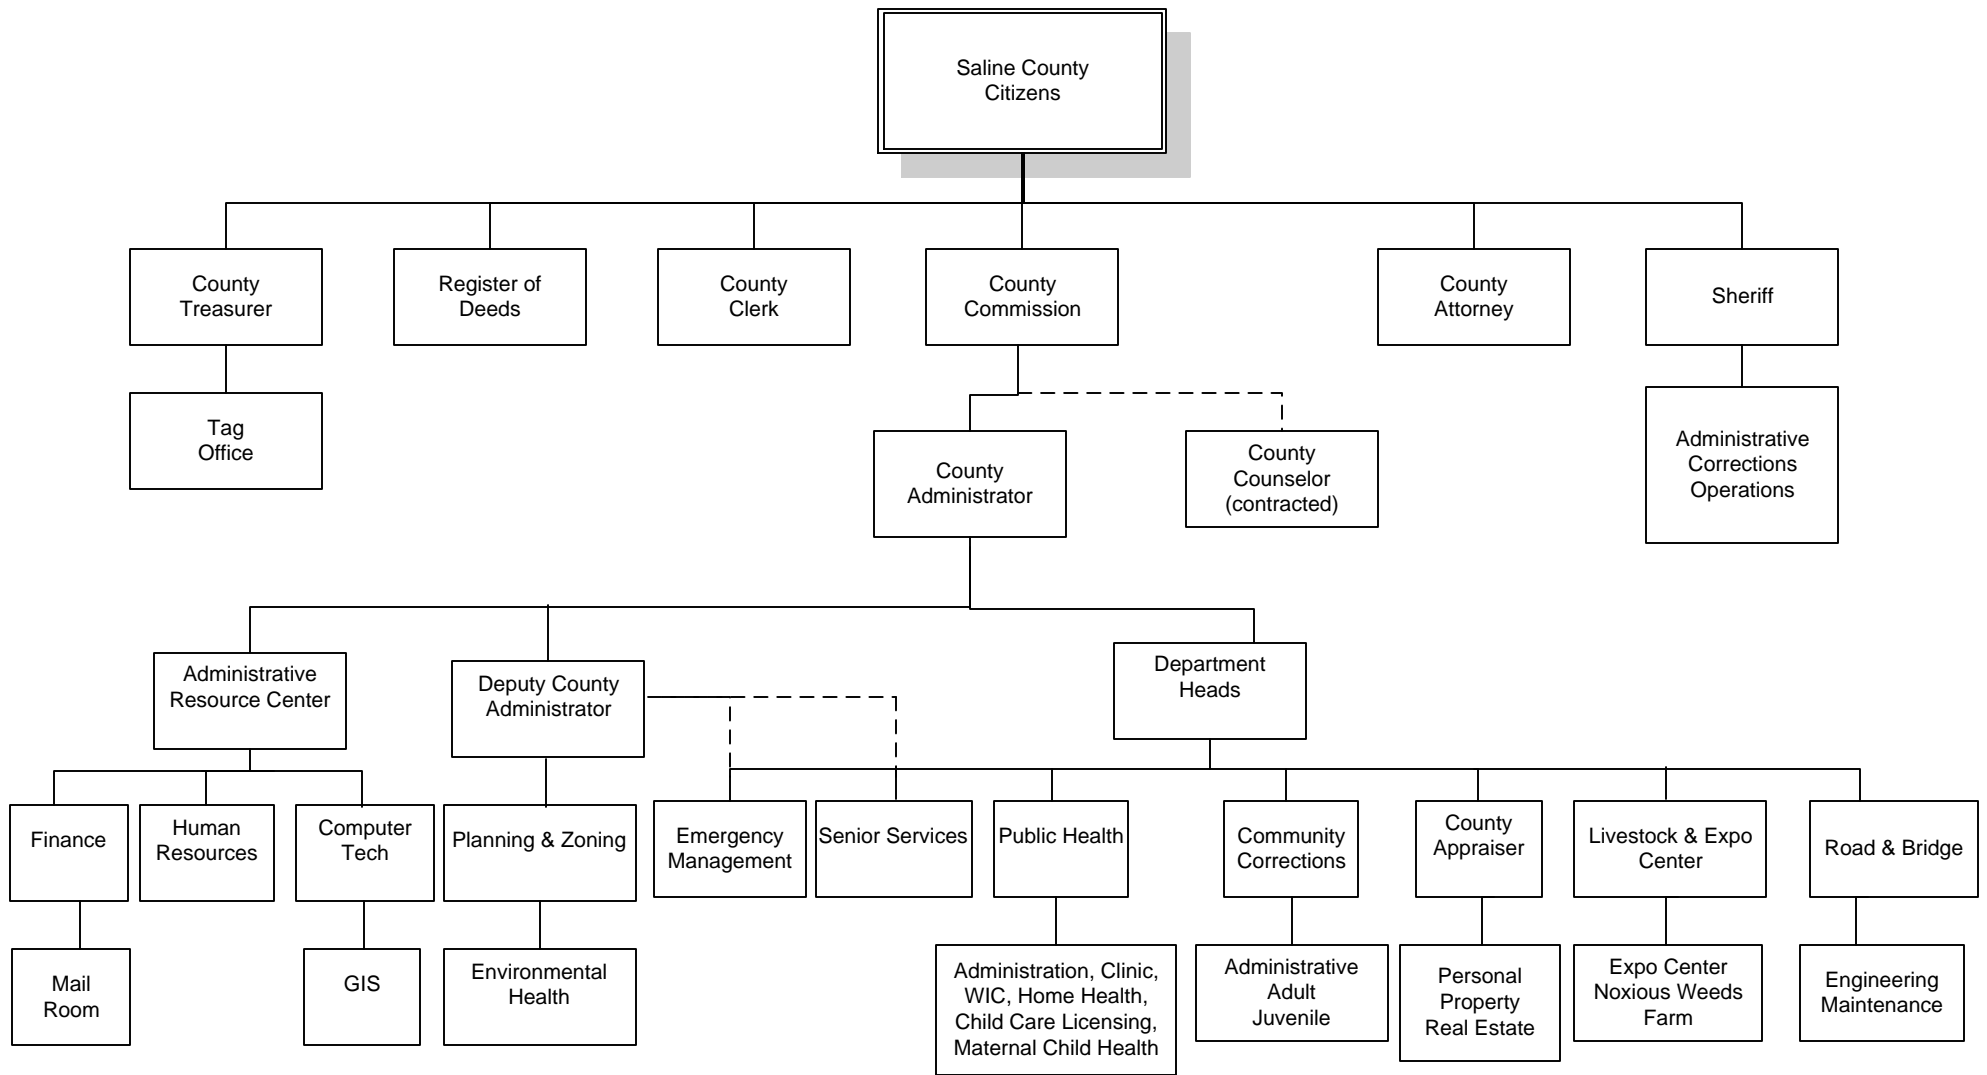 Saline County
Citizens
County
Treasurer
Register of
Deeds
County
Clerk
County
Commission
County
Attorney
Sheriff
Tag
Office
County
Administrator
County
Counselor
(contracted)
Administrative
Corrections
Operations
Administrative
Resource Center
Deputy County
Administrator
Department
Heads
Finance
Human
Resources
Computer
Tech
Planning & Zoning
Emergency
Management
Senior Services
Public Health
Community
Corrections
County
Appraiser
Livestock & Expo
Center
Road & Bridge
Mail
Room
GIS
Environmental
Health
Administration, Clinic,
WIC, Home Health,
Child Care Licensing,
Maternal Child Health
Administrative
Adult
Juvenile
Personal
Property
Real Estate
Expo Center
Noxious Weeds
Farm
Engineering
Maintenance